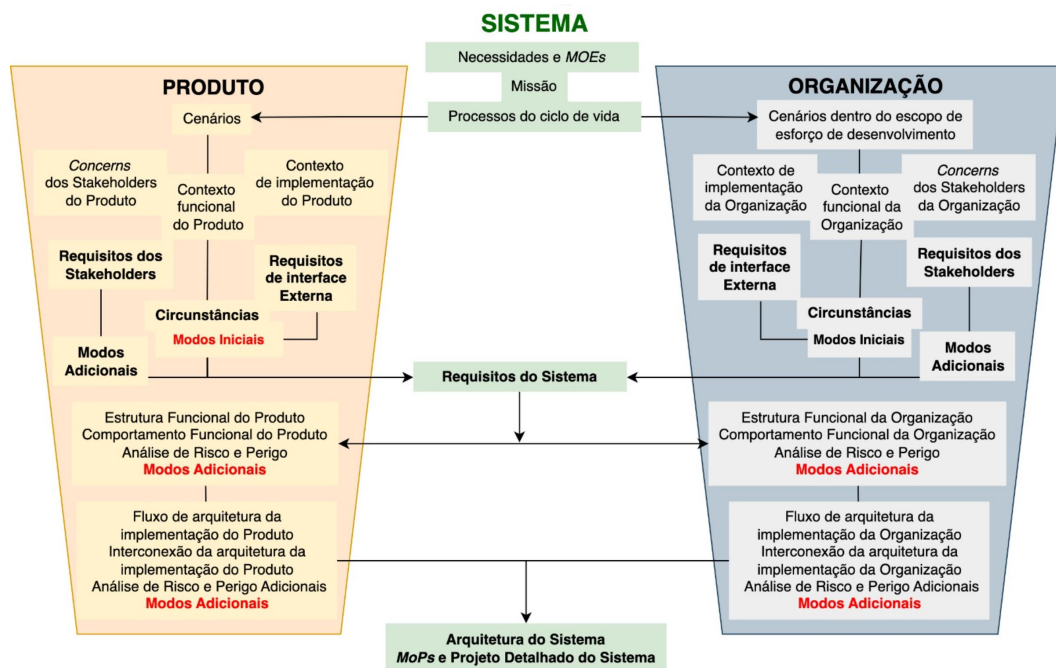 SISTEMA
Necessidades e MOEs
Missão
Processos do ciclo de vida
PRODUTO
Cenários
Concerns
dos Stakeholders
do Produto
Contexto
funcional
do Produto
Contexto
de implementação
do Produto
Requisitos dos
Stakeholders
Requisitos
de interface
Externa
Circunstâncias
Modos Iniciais
Modos
Adicionais
ORGANIZAÇÃO
Cenários dentro do escopo de
esforço de desenvolvimento
Contexto de
implementação
da Organização
Contexto
funcional da
Organização
Concerns
dos Stakeholders
da Organização
Requisitos
de interface
Externa
Requisitos dos
Stakeholders
Circunstâncias
Modos Iniciais
Modos
Adicionais
Requisitos do Sistema
Estrutura Funcional do Produto
Comportamento Funcional do Produto
Análise de Risco e Perigo
Modos Adicionais
Estrutura Funcional da Organização
Comportamento Funcional da Organização
Análise de Risco e Perigo
Modos Adicionais
Fluxo de arquitetura da
implementação do Produto
Interconexão da arquitetura da
implementação do Produto
Análise de Risco e Perigo Adicionais
Modos Adicionais
Fluxo de arquitetura da
implementação da Organização
Interconexão da arquitetura da
implementação da Organização
Análise de Risco e Perigo Adicionais
Modos Adicionais
Arquitetura do Sistema
MoPs e Projeto Detalhado do Sistema